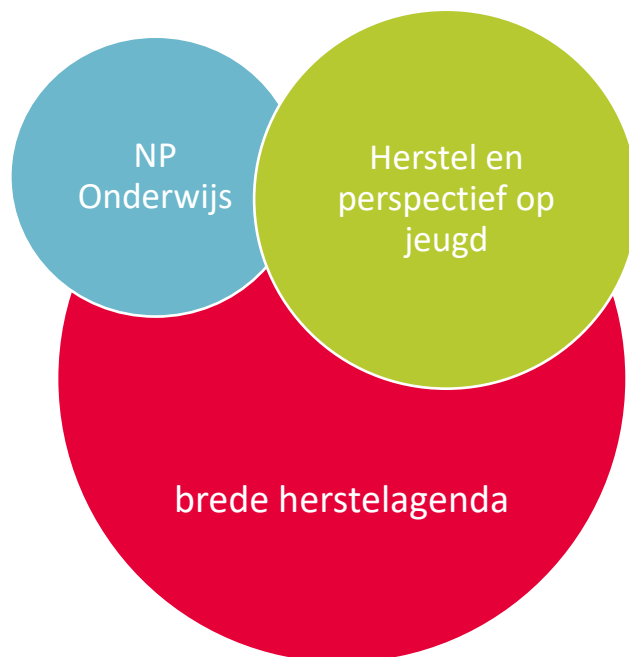 NP
Onderwijs
Herstel en
perspectief op
jeugd
brede herstelagenda